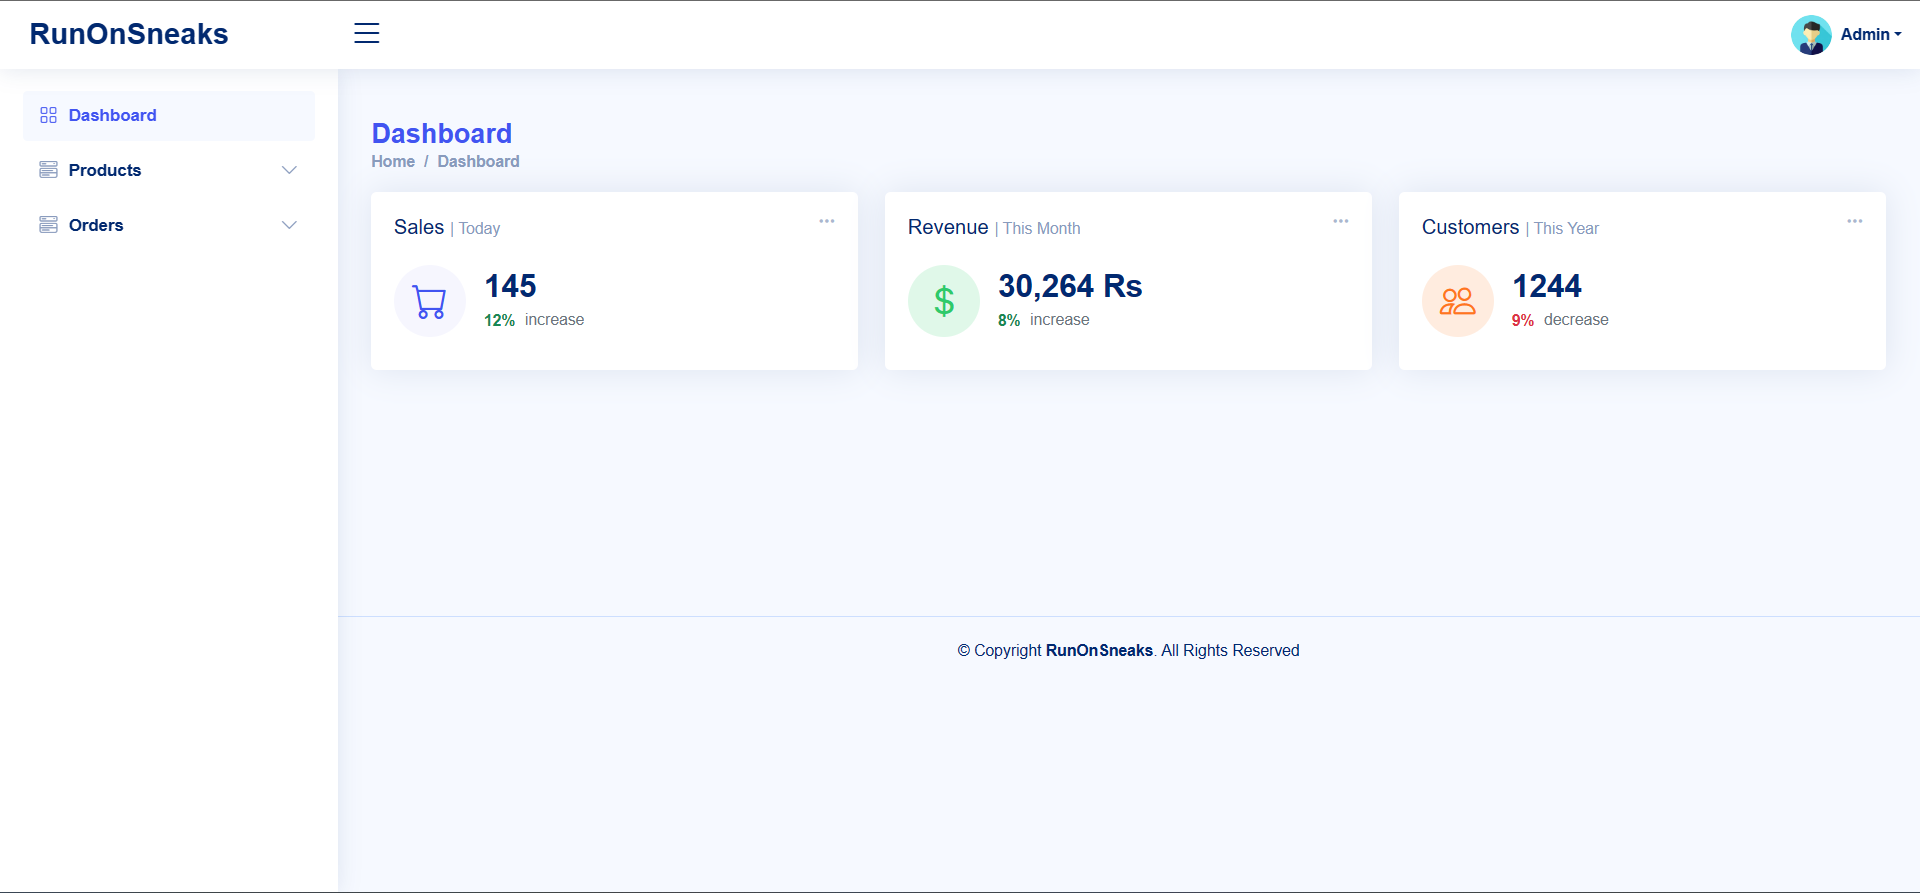 RunOnSneaks
Admin
Dashboard
Products
Orders
Dashboard
Home / Dashboard
Sales | Today
145
12% increase
Revenue | This Month
$
30,264 Rs
8% increase
Customers | This Year
1244
9% decrease
© Copyright RunOnSneaks. All Rights Reserved